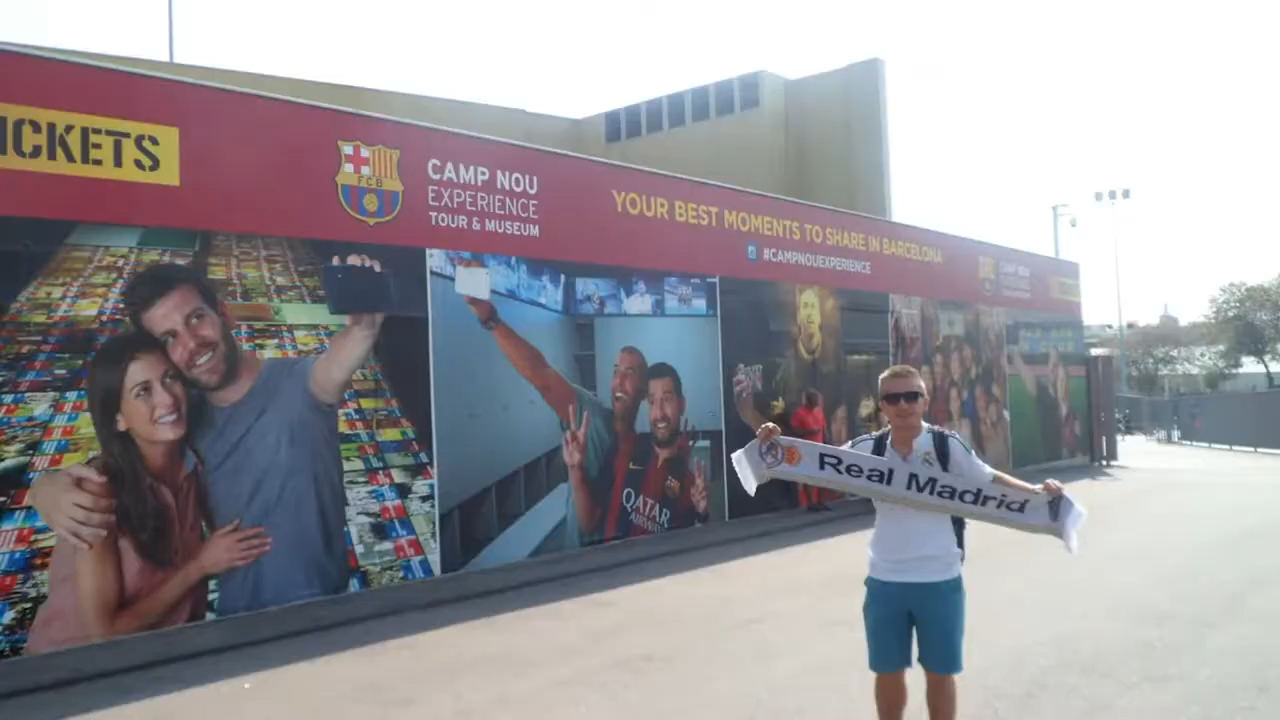 ICKETS
FCB
CAMP NOU
EXPERIENCE
TOUR & MUSEUM
YOUR BEST MOMENTS TO SHARE IN BARCELONA
#CAMPNOUEXPERIENCE
QATAR
AIRWAYS
Real Madrid